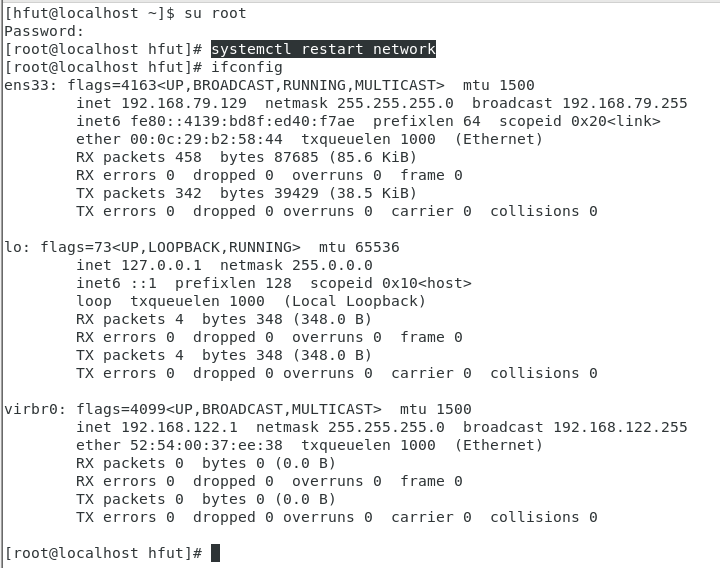 [hfut@localhost ~]$ su root
Password:
[root@localhost hfut]# systemctl restart network
[root@localhost hfut]# ifconfig
ens33: flags=4163<UP,BROADCAST,RUNNING,MULTICAST>  mtu 1500
        inet 192.168.79.129  netmask 255.255.255.0  broadcast 192.168.79.255
        inet6 fe80::4139:bd8f:ed40:f7ae  prefixlen 64  scopeid 0x20<link>
        ether 00:0c:29:b2:58:44  txqueuelen 1000  (Ethernet)
        RX packets 458  bytes 87685 (85.6 KiB)
        RX errors 0  dropped 0  overruns 0  frame 0
        TX packets 342  bytes 39429 (38.5 KiB)
        TX errors 0  dropped 0 overruns 0  carrier 0  collisions 0

lo: flags=73<UP,LOOPBACK,RUNNING>  mtu 65536
        inet 127.0.0.1  netmask 255.0.0.0
        inet6 ::1  prefixlen 128  scopeid 0x10<host>
        loop  txqueuelen 1000  (Local Loopback)
        RX packets 4  bytes 348 (348.0 B)
        RX errors 0  dropped 0  overruns 0  frame 0
        TX packets 4  bytes 348 (348.0 B)
        TX errors 0  dropped 0 overruns 0  carrier 0  collisions 0

virbr0: flags=4099<UP,BROADCAST,MULTICAST>  mtu 1500
        inet 192.168.122.1  netmask 255.255.255.0  broadcast 192.168.122.255
        ether 52:54:00:37:ee:38  txqueuelen 1000  (Ethernet)
        RX packets 0  bytes 0 (0.0 B)
        RX errors 0  dropped 0  overruns 0  frame 0
        TX packets 0  bytes 0 (0.0 B)
        TX errors 0  dropped 0 overruns 0  carrier 0  collisions 0

[root@localhost hfut]#